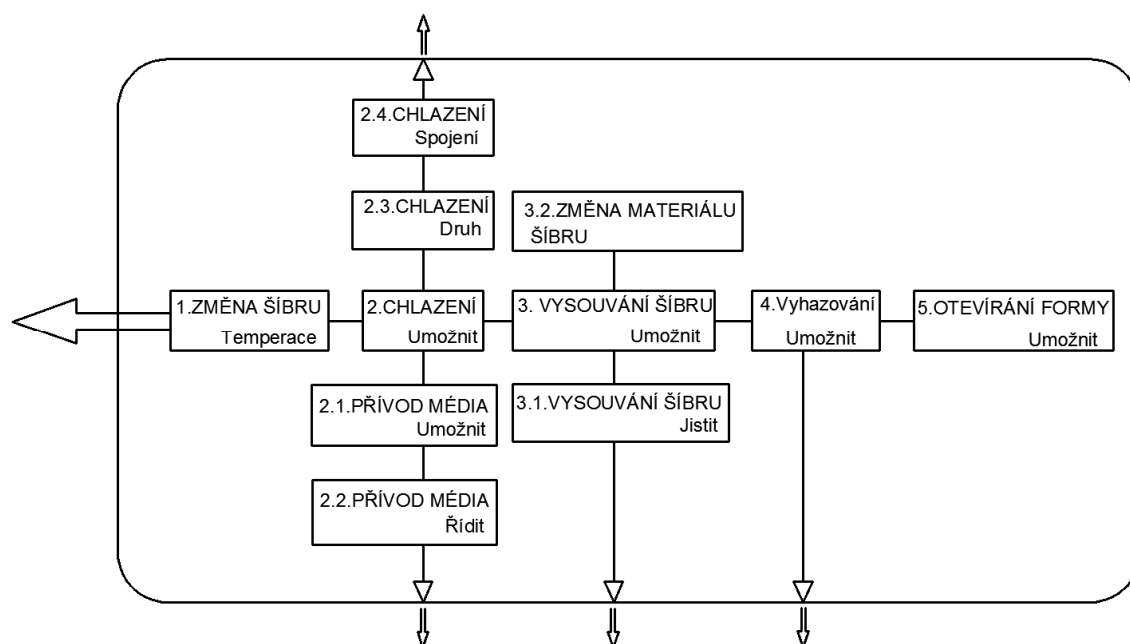 2.4.CHLAZENÍ
Spojení
2.3.CHLAZENÍ
Druh
3.2.ZMĚNA MATERIÁLU
ŠÍBRU
1.ZMĚNA ŠÍBRU
Temperace
2.CHLAZENÍ
Umožnit
3. VYSOUVÁNÍ ŠÍBRU
Umožnit
4.Vyhazování
Umožnit
5.OTEVÍRÁNÍ FORMY
Umožnit
2.1.PŘÍVOD MÉDIA
Umožnit
3.1.VYSOUVÁNÍ ŠÍBRU
Jistit
2.2.PŘÍVOD MÉDIA
Řídit